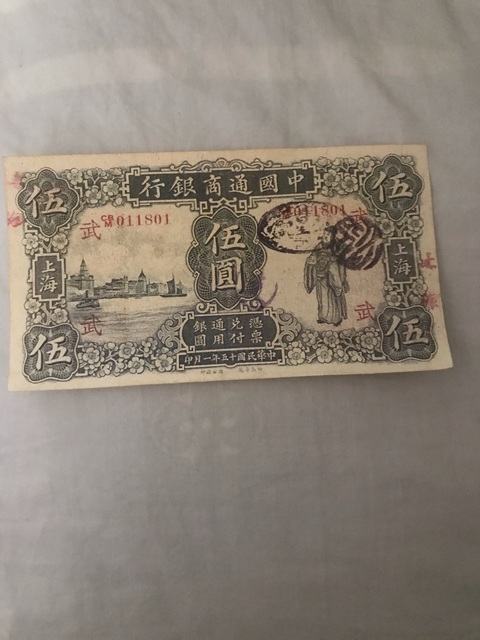 行銀商通國中
伍
伍
011801
011801
武
武
伍圓
上海
上海
武
武
憑票
兌付
通用
銀圓
伍
伍
印月一年五十國民華中